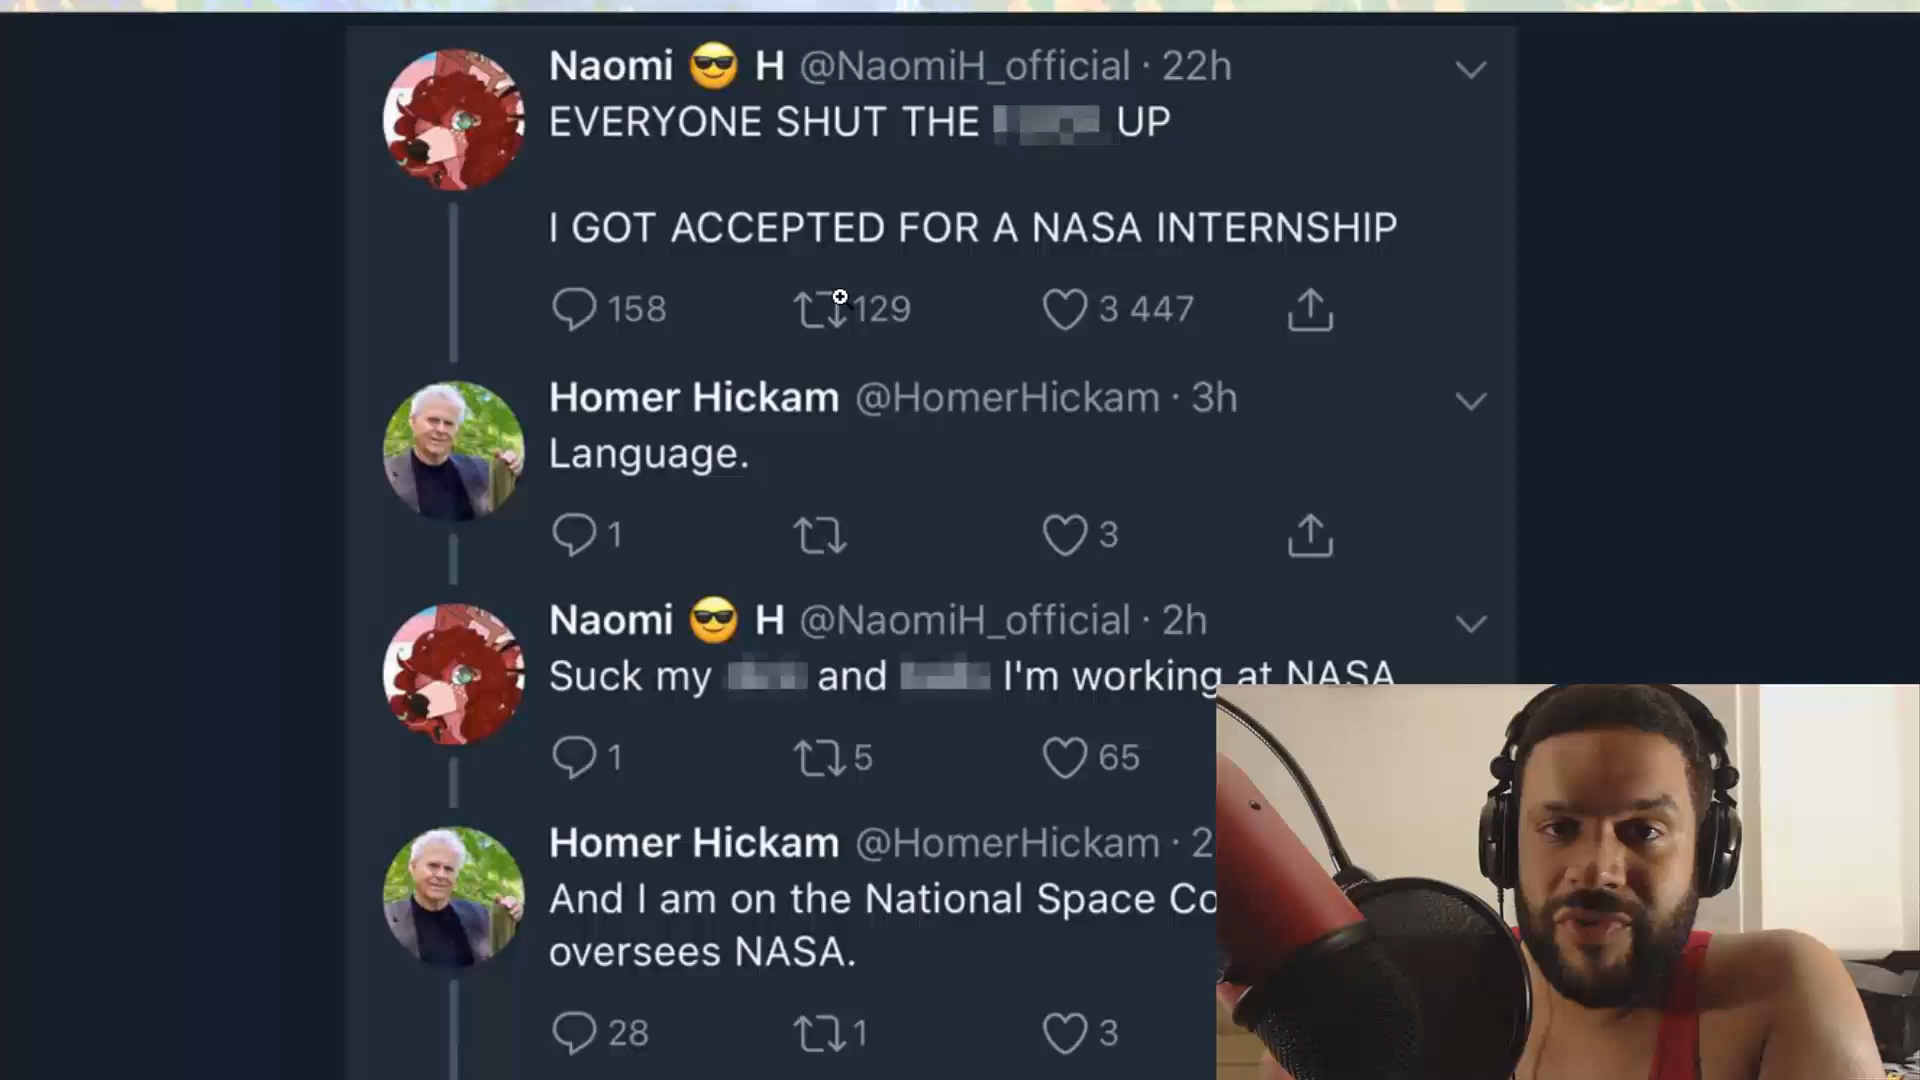 Naomi 😎 H @NaomiH_official · 22h
EVERYONE SHUT THE UP
I GOT ACCEPTED FOR A NASA INTERNSHIP
158 129 3 447
Homer Hickam @HomerHickam · 3h
Language.
1 3
Naomi 😎 H @NaomiH_official · 2h
Suck my and I'm working at NASA
1 5 65
Homer Hickam @HomerHickam · 2
And I am on the National Space Co
oversees NASA.
28 1 3